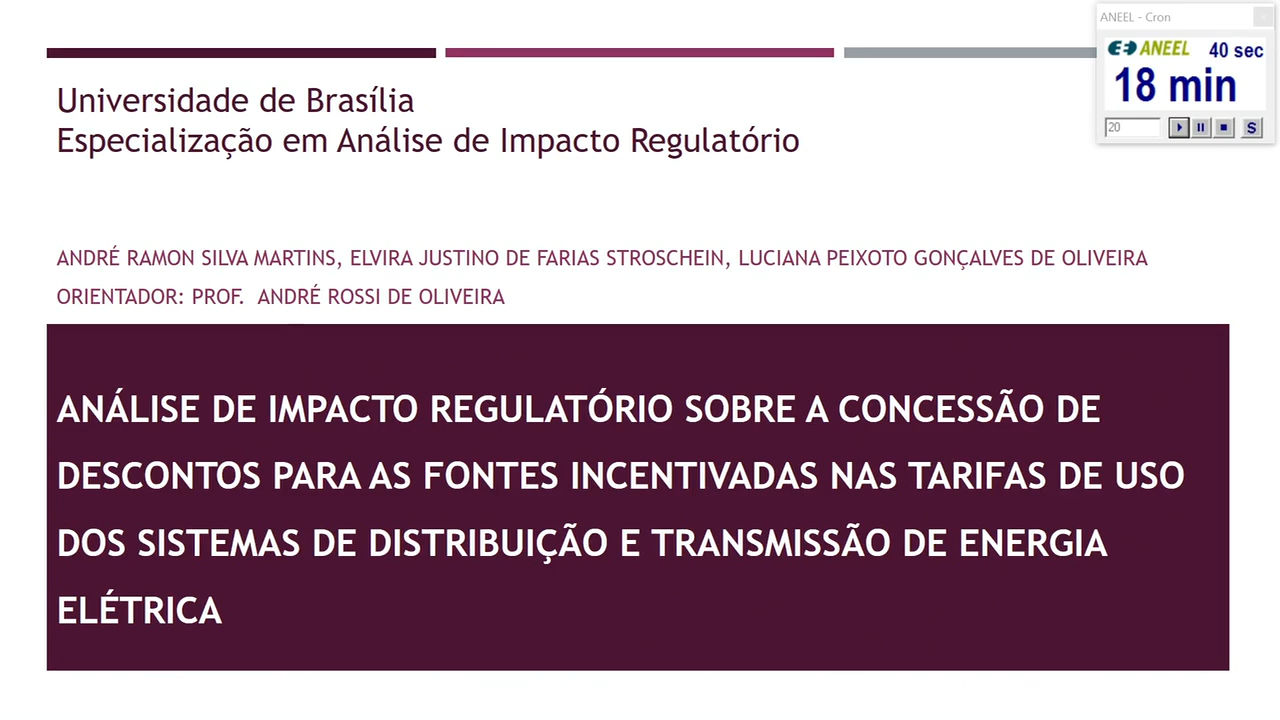 ANEEL - Cron
ANEEL 40 sec
18 min
20
S
Universidade de Brasília
Especialização em Análise de Impacto Regulatório
ANDRÉ RAMON SILVA MARTINS, ELVIRA JUSTINO DE FARIAS STROSCHEIN, LUCIANA PEIXOTO GONÇALVES DE OLIVEIRA
ORIENTADOR: PROF. ANDRÉ ROSSI DE OLIVEIRA
ANÁLISE DE IMPACTO REGULATÓRIO SOBRE A CONCESSÃO DE
DESCONTOS PARA AS FONTES INCENTIVADAS NAS TARIFAS DE USO
DOS SISTEMAS DE DISTRIBUIÇÃO E TRANSMISSÃO DE ENERGIA
ELÉTRICA